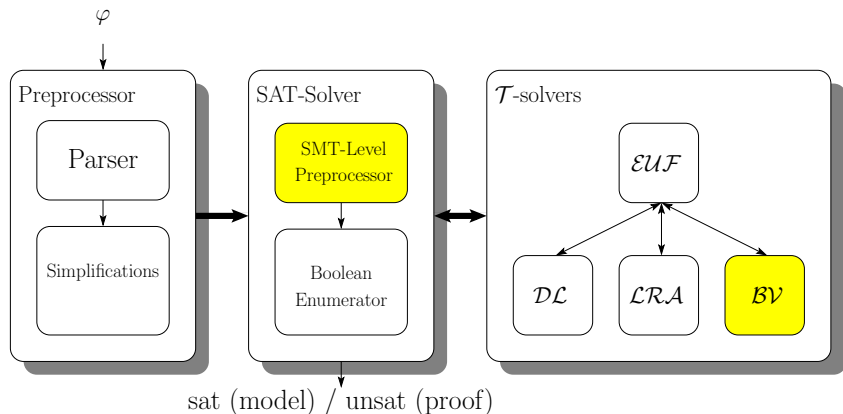 φ
Preprocessor
Parser
Simplifications
SAT-Solver
SMT-Level
Preprocessor
Boolean
Enumerator
𝒯-solvers
ℰ𝒰ℱ
𝒟ℒ
ℒℛ𝒜
ℬ𝒱
sat (model) / unsat (proof)